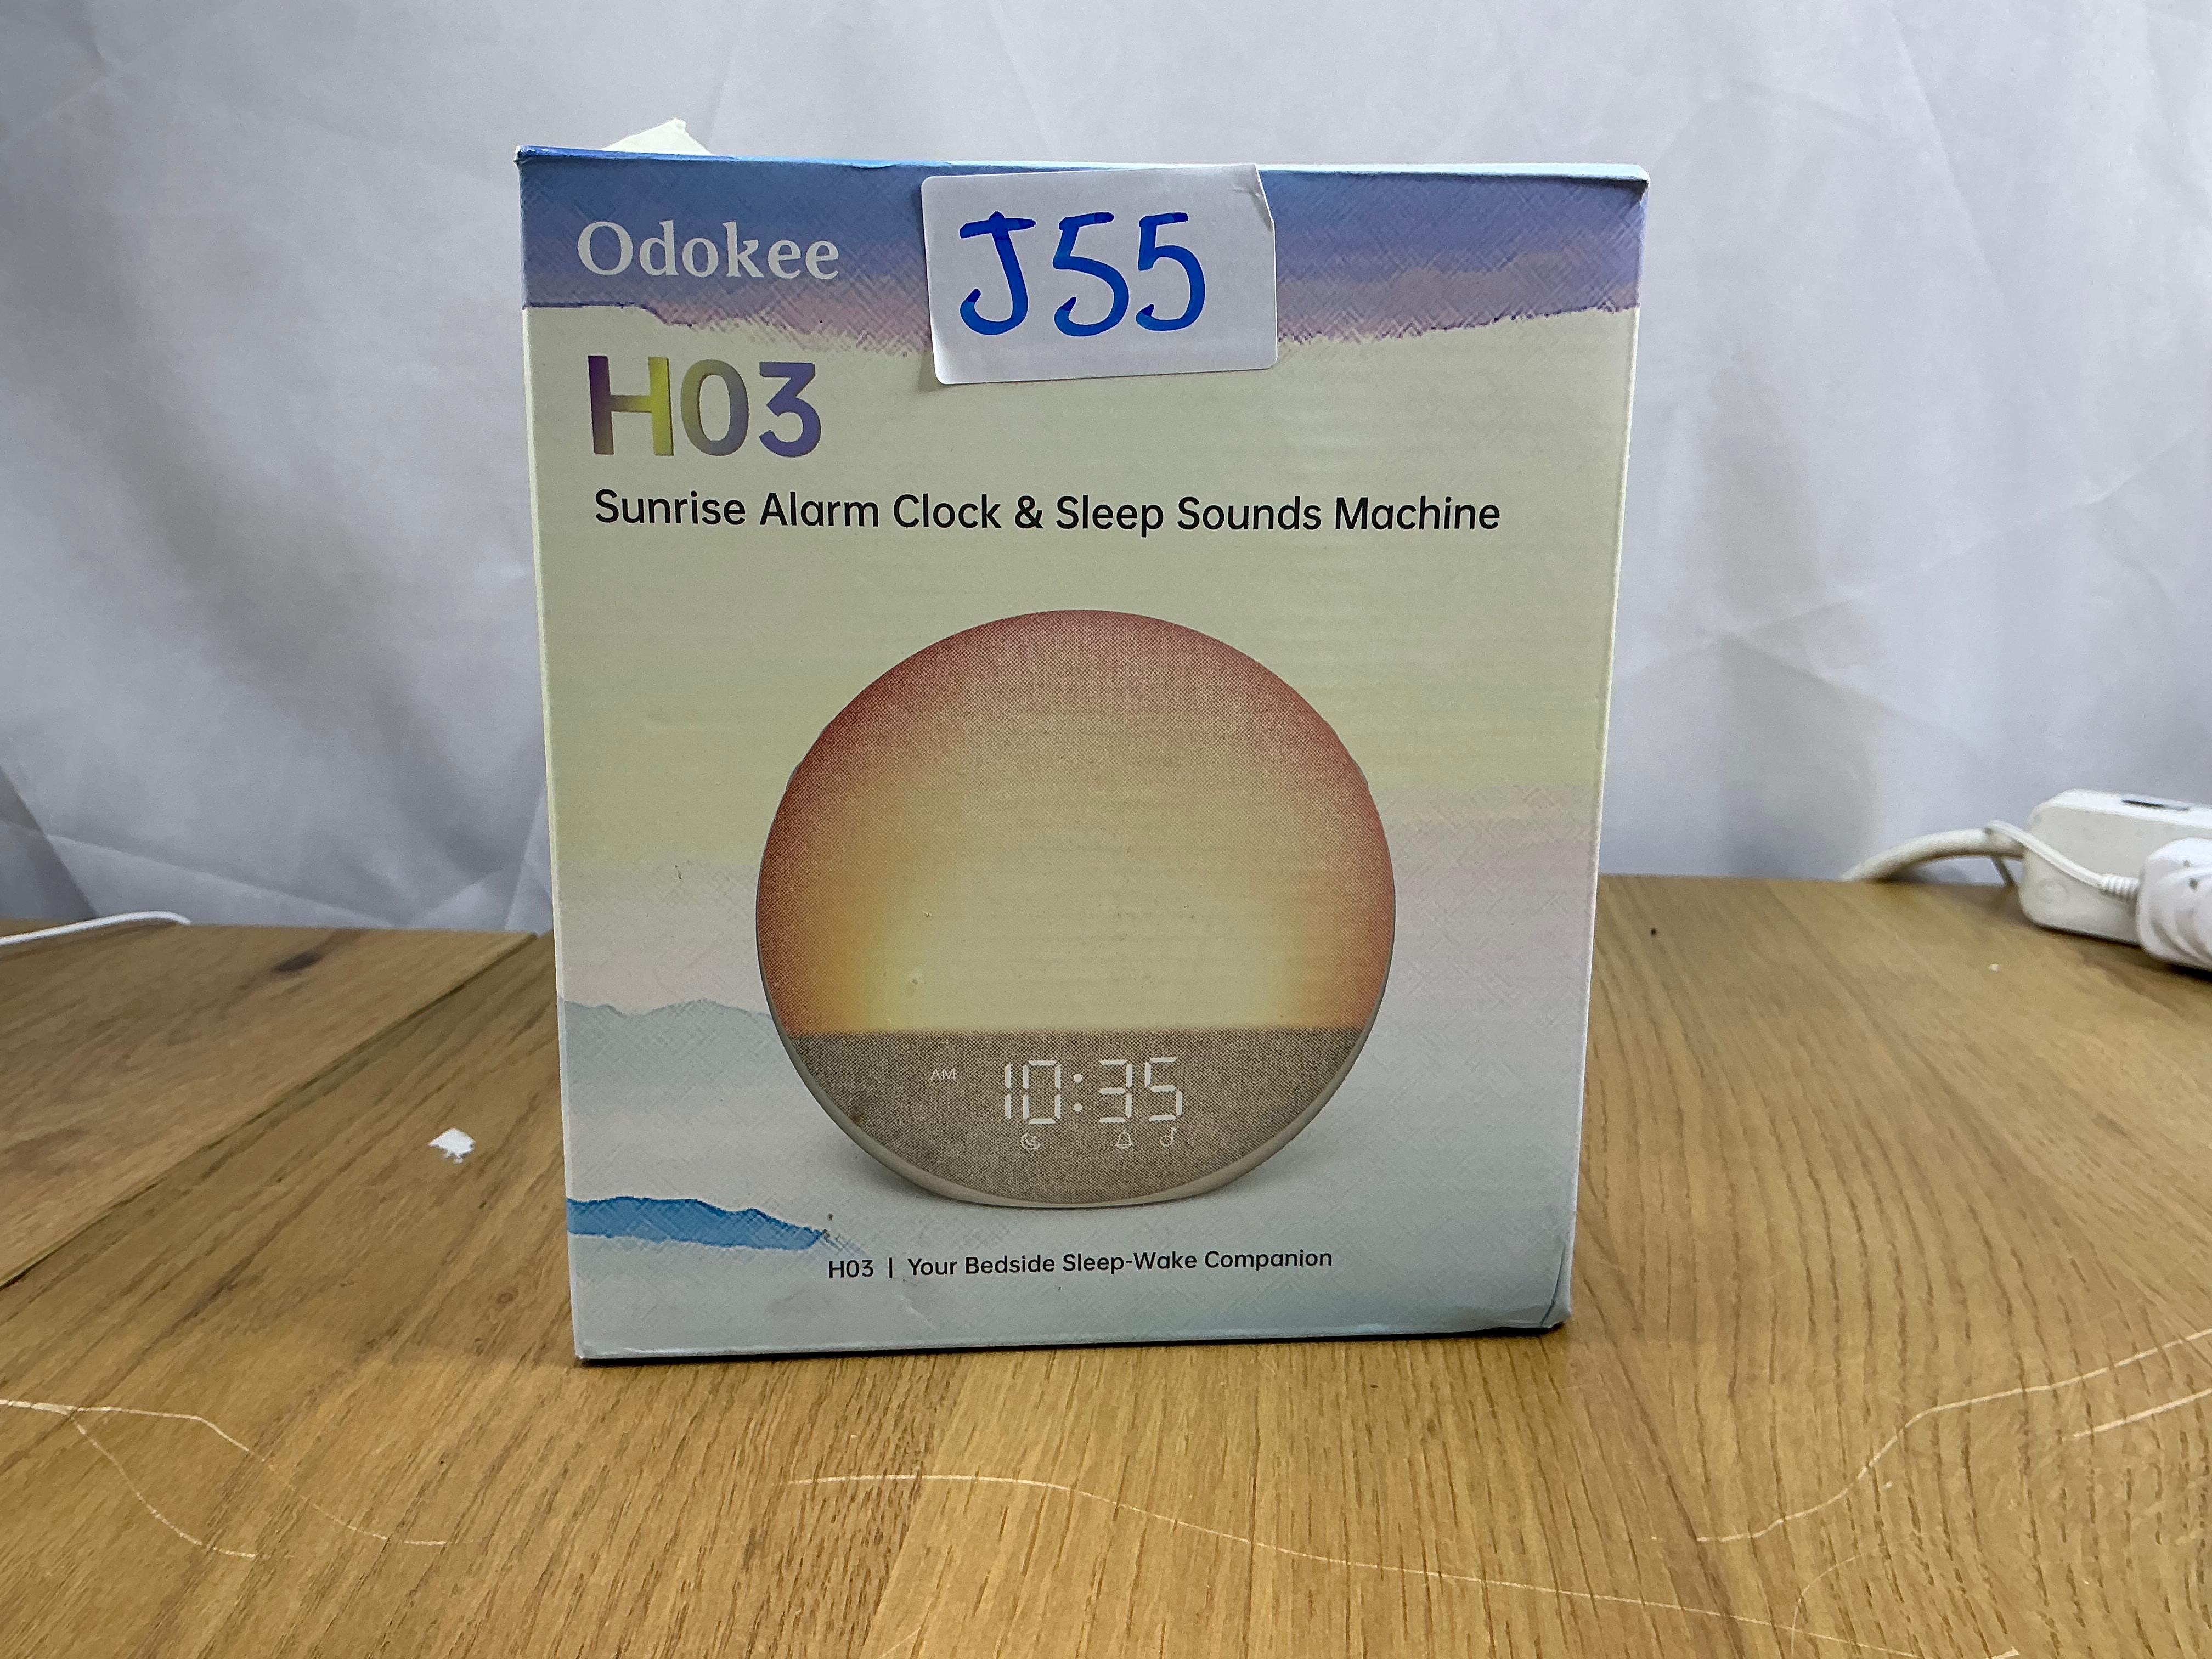 Odokee
J55
H03
Sunrise Alarm Clock & Sleep Sounds Machine
AM 10:35
H03 | Your Bedside Sleep-Wake Companion